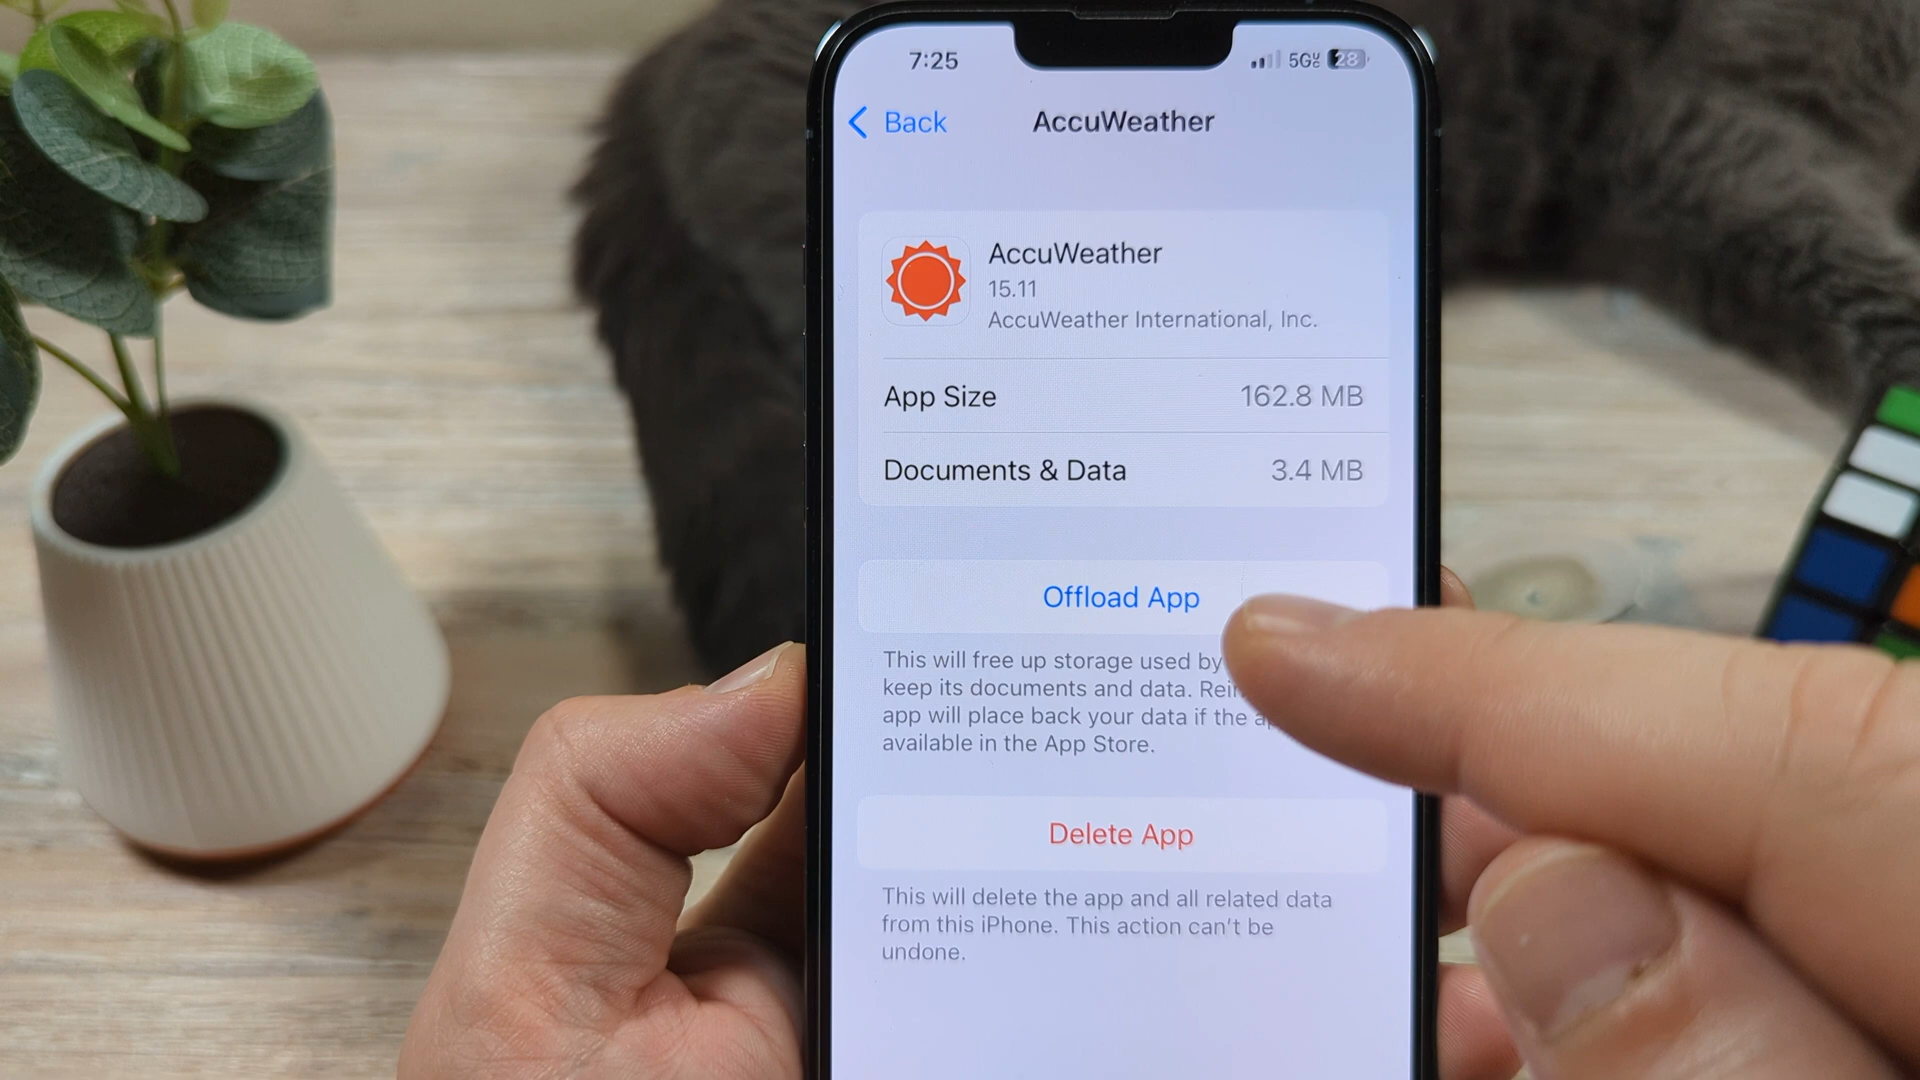 7:25
5G 28
Back
AccuWeather
AccuWeather
15.11
AccuWeather International, Inc.
App Size
162.8 MB
Documents & Data
3.4 MB
Offload App
This will free up storage used by
keep its documents and data.
app will place back your data if the
available in the App Store.
Delete App
This will delete the app and all related data
from this iPhone. This action can't be
undone.